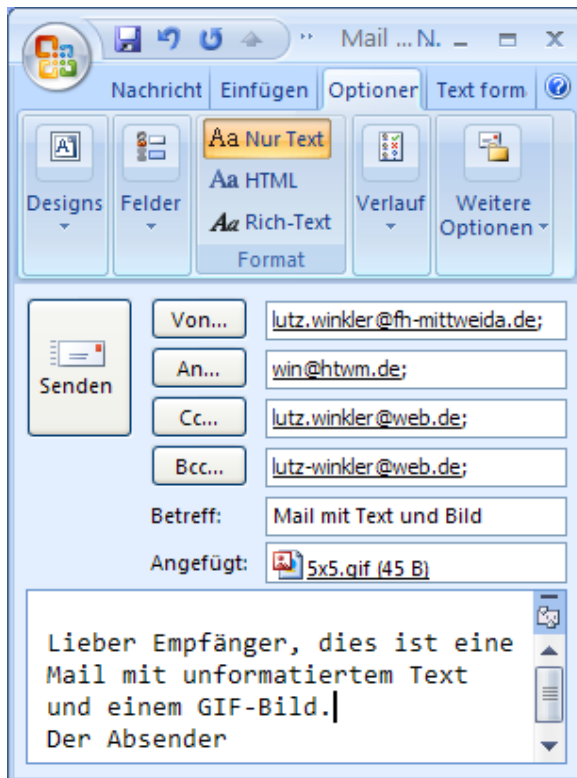 Mail ... N.
Nachricht Einfügen Optionen Text form
Designs
Felder
Aa Nur Text
Aa HTML
Aa Rich-Text
Format
Verlauf
Weitere
Optionen
Senden
Von... lutz.winkler@fh-mittweida.de;
An... win@htwm.de;
Cc... lutz.winkler@web.de;
Bcc... lutz-winkler@web.de;
Betreff: Mail mit Text und Bild
Angefügt: 5x5.gif (45 B)
Lieber Empfänger, dies ist eine
Mail mit unformatiertem Text
und einem GIF-Bild.
Der Absender